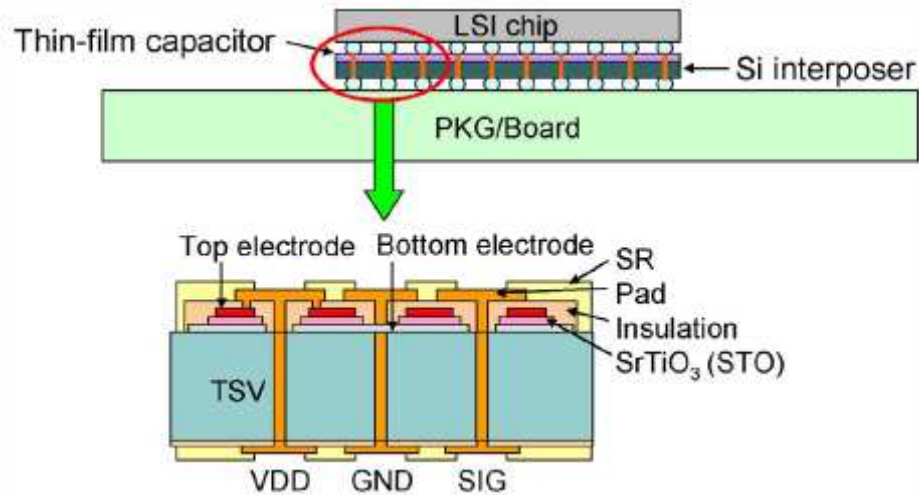 LSI chip
Thin-film capacitor
Si interposer
PKG/Board
Top electrode
Bottom electrode
SR
Pad
Insulation
SrTiO₃ (STO)
TSV
VDD GND SIG